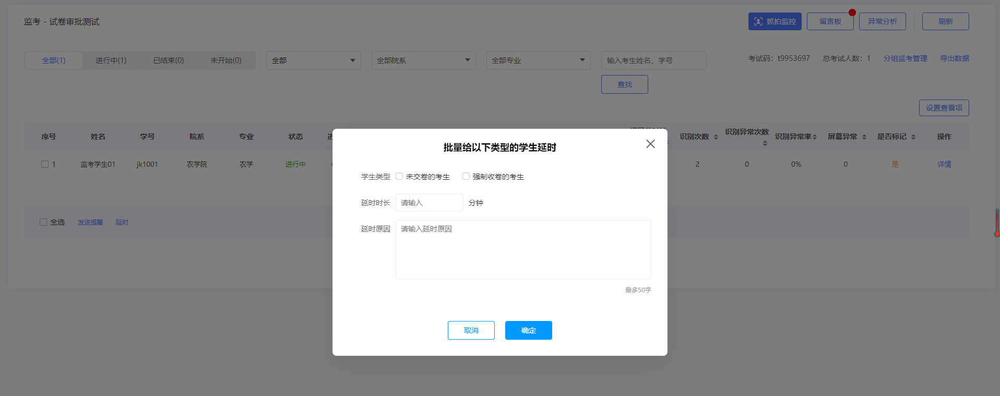 监考 - 试卷审批测试
抓拍监控
留言板
异常分析
刷新
全部(1)
进行中(1)
已结束(0)
未开始(0)
全部
全部院系
全部专业
输入考生姓名、学号
考试码：t9953697
总考试人数：1
分组监考管理
导出数据
查找
设置查看项
序号
姓名
学号
院系
专业
状态
识别次数
识别异常次数
识别异常率
屏幕异常
是否标记
操作
1
监考学生01
jk1001
农学院
农学
进行中
2
0
0%
0
是
详情
全选
发送提醒
延时
批量给以下类型的学生延时
学生类型
未交卷的考生
强制收卷的考生
延时时长
请输入
分钟
延时原因
请输入延时原因
最多50字
取消
确定